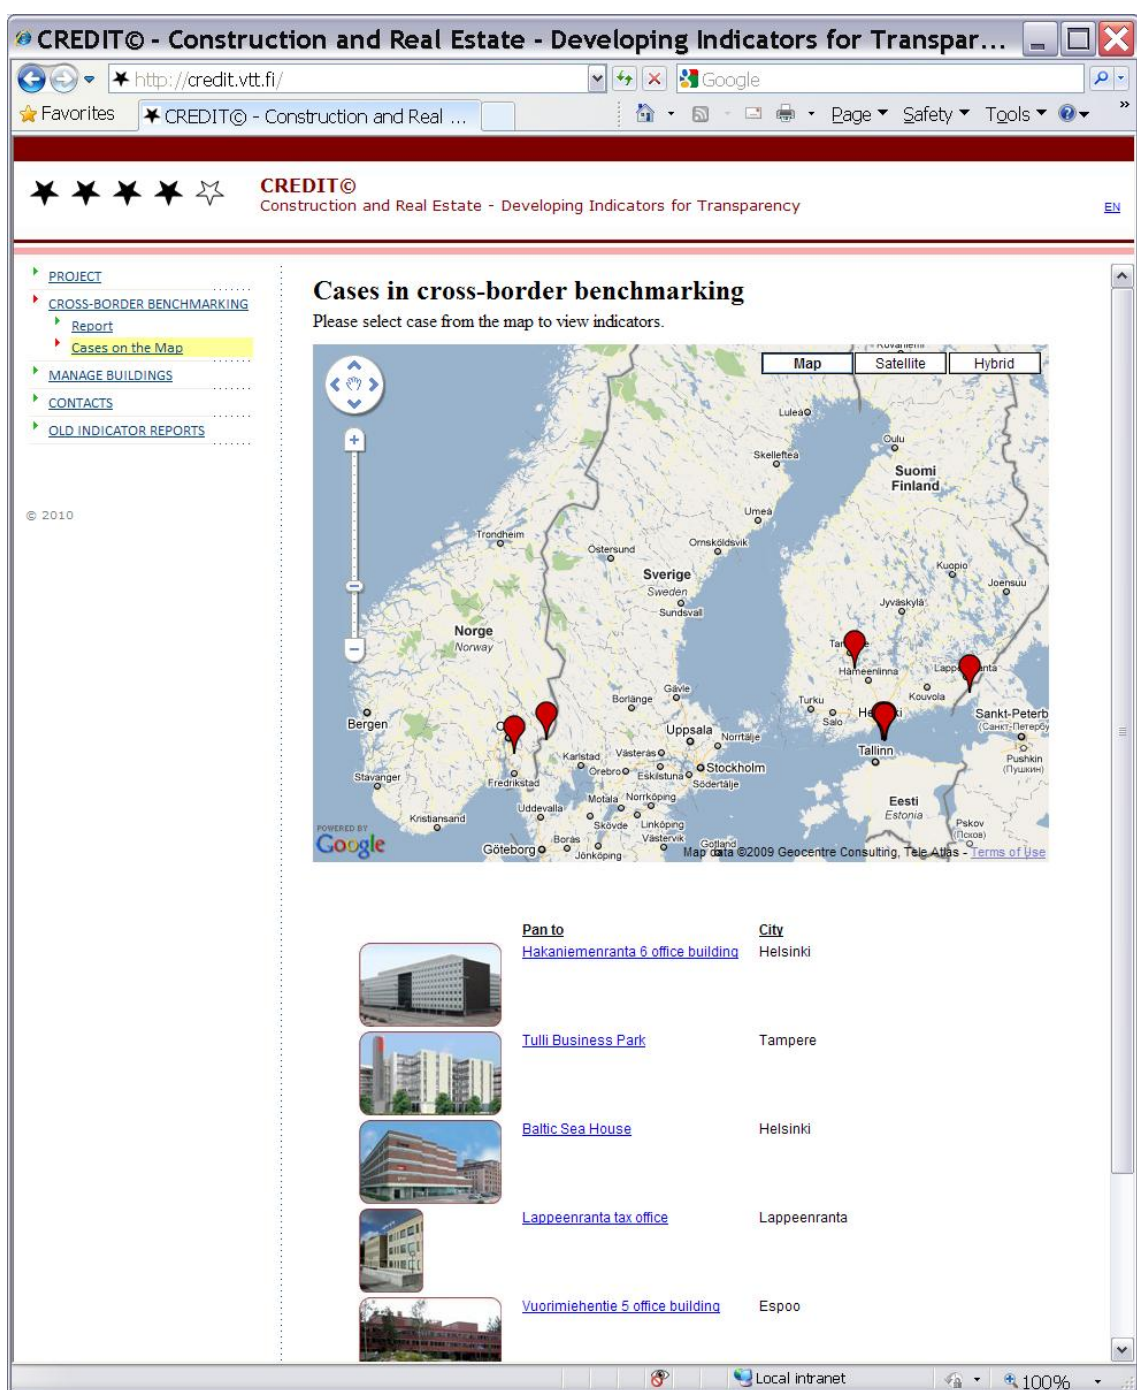 CREDIT© - Construction and Real Estate - Developing Indicators for Transpar...
http://credit.vtt.fi/
Google
Favorites
CREDIT© - Construction and Real ...
Page
Safety
Tools
»
CREDIT©
Construction and Real Estate - Developing Indicators for Transparency
EN
PROJECT
CROSS-BORDER BENCHMARKING
Report
Cases on the Map
MANAGE BUILDINGS
CONTACTS
OLD INDICATOR REPORTS
© 2010
Cases in cross-border benchmarking
Please select case from the map to view indicators.
Map
Satellite
Hybrid
Luleå
Oulu
Skellefteå
Suomi
Finland
Umeå
Trondheim
Östersund
Örnsköldsvik
Kuopio
Joensuu
Sverige
Sweden
Sundsvall
Jyväskylä
Norge
Norway
Hämeenlinna
Gävle
Borlänge
Turku
Kouvola
Salo
Bergen
Uppsala
Norrtälje
Sankt-Peterb
Tallinn
Pushkin
(Пушкин)
Karlstad
Västerås
Örebro
Eskilstuna
Stockholm
Södertälje
Stavanger
Fredrikstad
Motala
Norrköping
Eesti
Estonia
Uddevalla
Kristiansand
Skövde
Linköping
Pskov
(Псков)
POWERED BY
Google
Göteborg
Borås
Västervik
Jönköping
Gotland
Map data ©2009 Geocentre Consulting, Tele Atlas - Terms of Use
Pan to
City
Hakaniemenranta 6 office building
Helsinki
Tulli Business Park
Tampere
Baltic Sea House
Helsinki
Lappeenranta tax office
Lappeenranta
Vuorimiehentie 5 office building
Espoo
Local intranet
100%